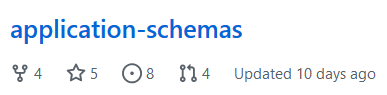 application-schemas
4 5 8 4 Updated 10 days ago